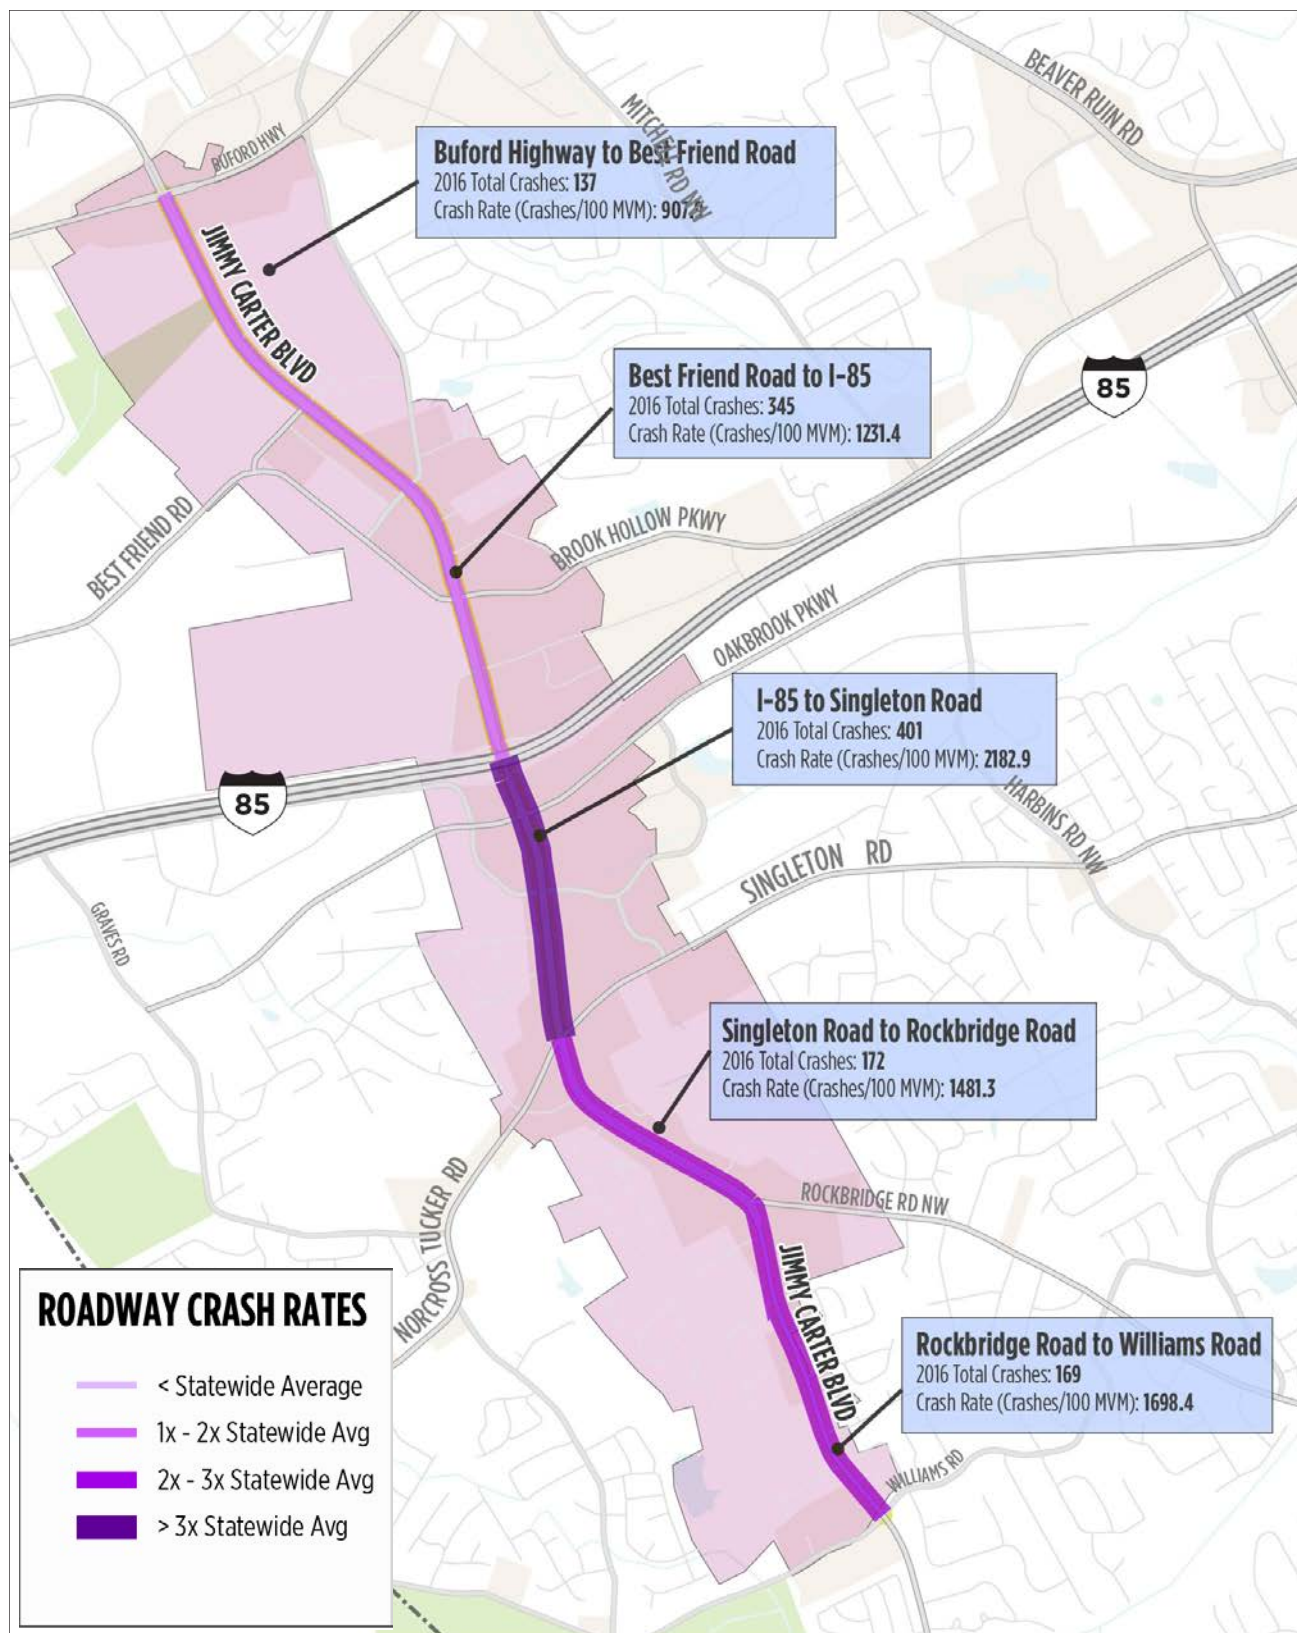 BEAVER RUIN RD
MITCHELL RD NW
BUFORD HWY
Buford Highway to Best Friend Road
2016 Total Crashes: 137
Crash Rate (Crashes/100 MVM):
JIMMY CARTER BLVD
Best Friend Road to I-85
2016 Total Crashes: 345
Crash Rate (Crashes/100 MVM): 1231.4
85
BEST FRIEND RD
BROOK HOLLOW PKWY
OAKBROOK PKWY
I-85 to Singleton Road
2016 Total Crashes: 401
Crash Rate (Crashes/100 MVM): 2182.9
85
HARBINS RD NW
SINGLETON RD
GRAVES RD
Singleton Road to Rockbridge Road
2016 Total Crashes: 172
Crash Rate (Crashes/100 MVM): 1481.3
ROCKBRIDGE RD NW
NORCROSS TUCKER RD
JIMMY CARTER BLVD
Rockbridge Road to Williams Road
2016 Total Crashes: 169
Crash Rate (Crashes/100 MVM): 1698.4
WILLIAMS RD
ROADWAY CRASH RATES
< Statewide Average
1x - 2x Statewide Avg
2x - 3x Statewide Avg
> 3x Statewide Avg